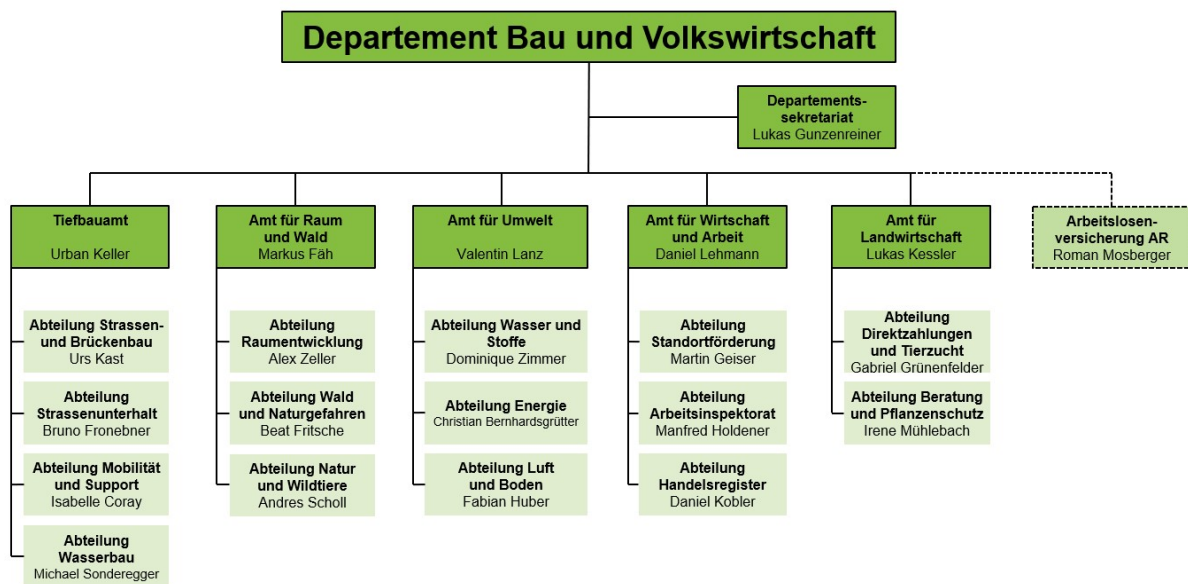 Departement Bau und Volkswirtschaft
Departements-
sekretariat
Lukas Gunzenreiner
Tiefbauamt
Urban Keller
Amt für Raum
und Wald
Markus Fäh
Amt für Umwelt
Valentin Lanz
Amt für Wirtschaft
und Arbeit
Daniel Lehmann
Amt für
Landwirtschaft
Lukas Kessler
Arbeitslosen-
versicherung AR
Roman Mosberger
Abteilung Strassen-
und Brückenbau
Urs Kast
Abteilung
Strassenunterhalt
Bruno Fronebner
Abteilung Mobilität
und Support
Isabelle Coray
Abteilung
Wasserbau
Michael Sonderegger
Abteilung
Raumentwicklung
Alex Zeller
Abteilung Wald
und Naturgefahren
Beat Fritsche
Abteilung Natur
und Wildtiere
Andres Scholl
Abteilung Wasser und
Stoffe
Dominique Zimmer
Abteilung Energie
Christian Bernhardsgrütter
Abteilung Luft
und Boden
Fabian Huber
Abteilung
Standortförderung
Martin Geiser
Abteilung
Arbeitsinspektorat
Manfred Holdener
Abteilung
Handelsregister
Daniel Kobler
Abteilung
Direktzahlungen
und Tierzucht
Gabriel Grünenfelder
Abteilung Beratung
und Pflanzenschutz
Irene Mühlebach